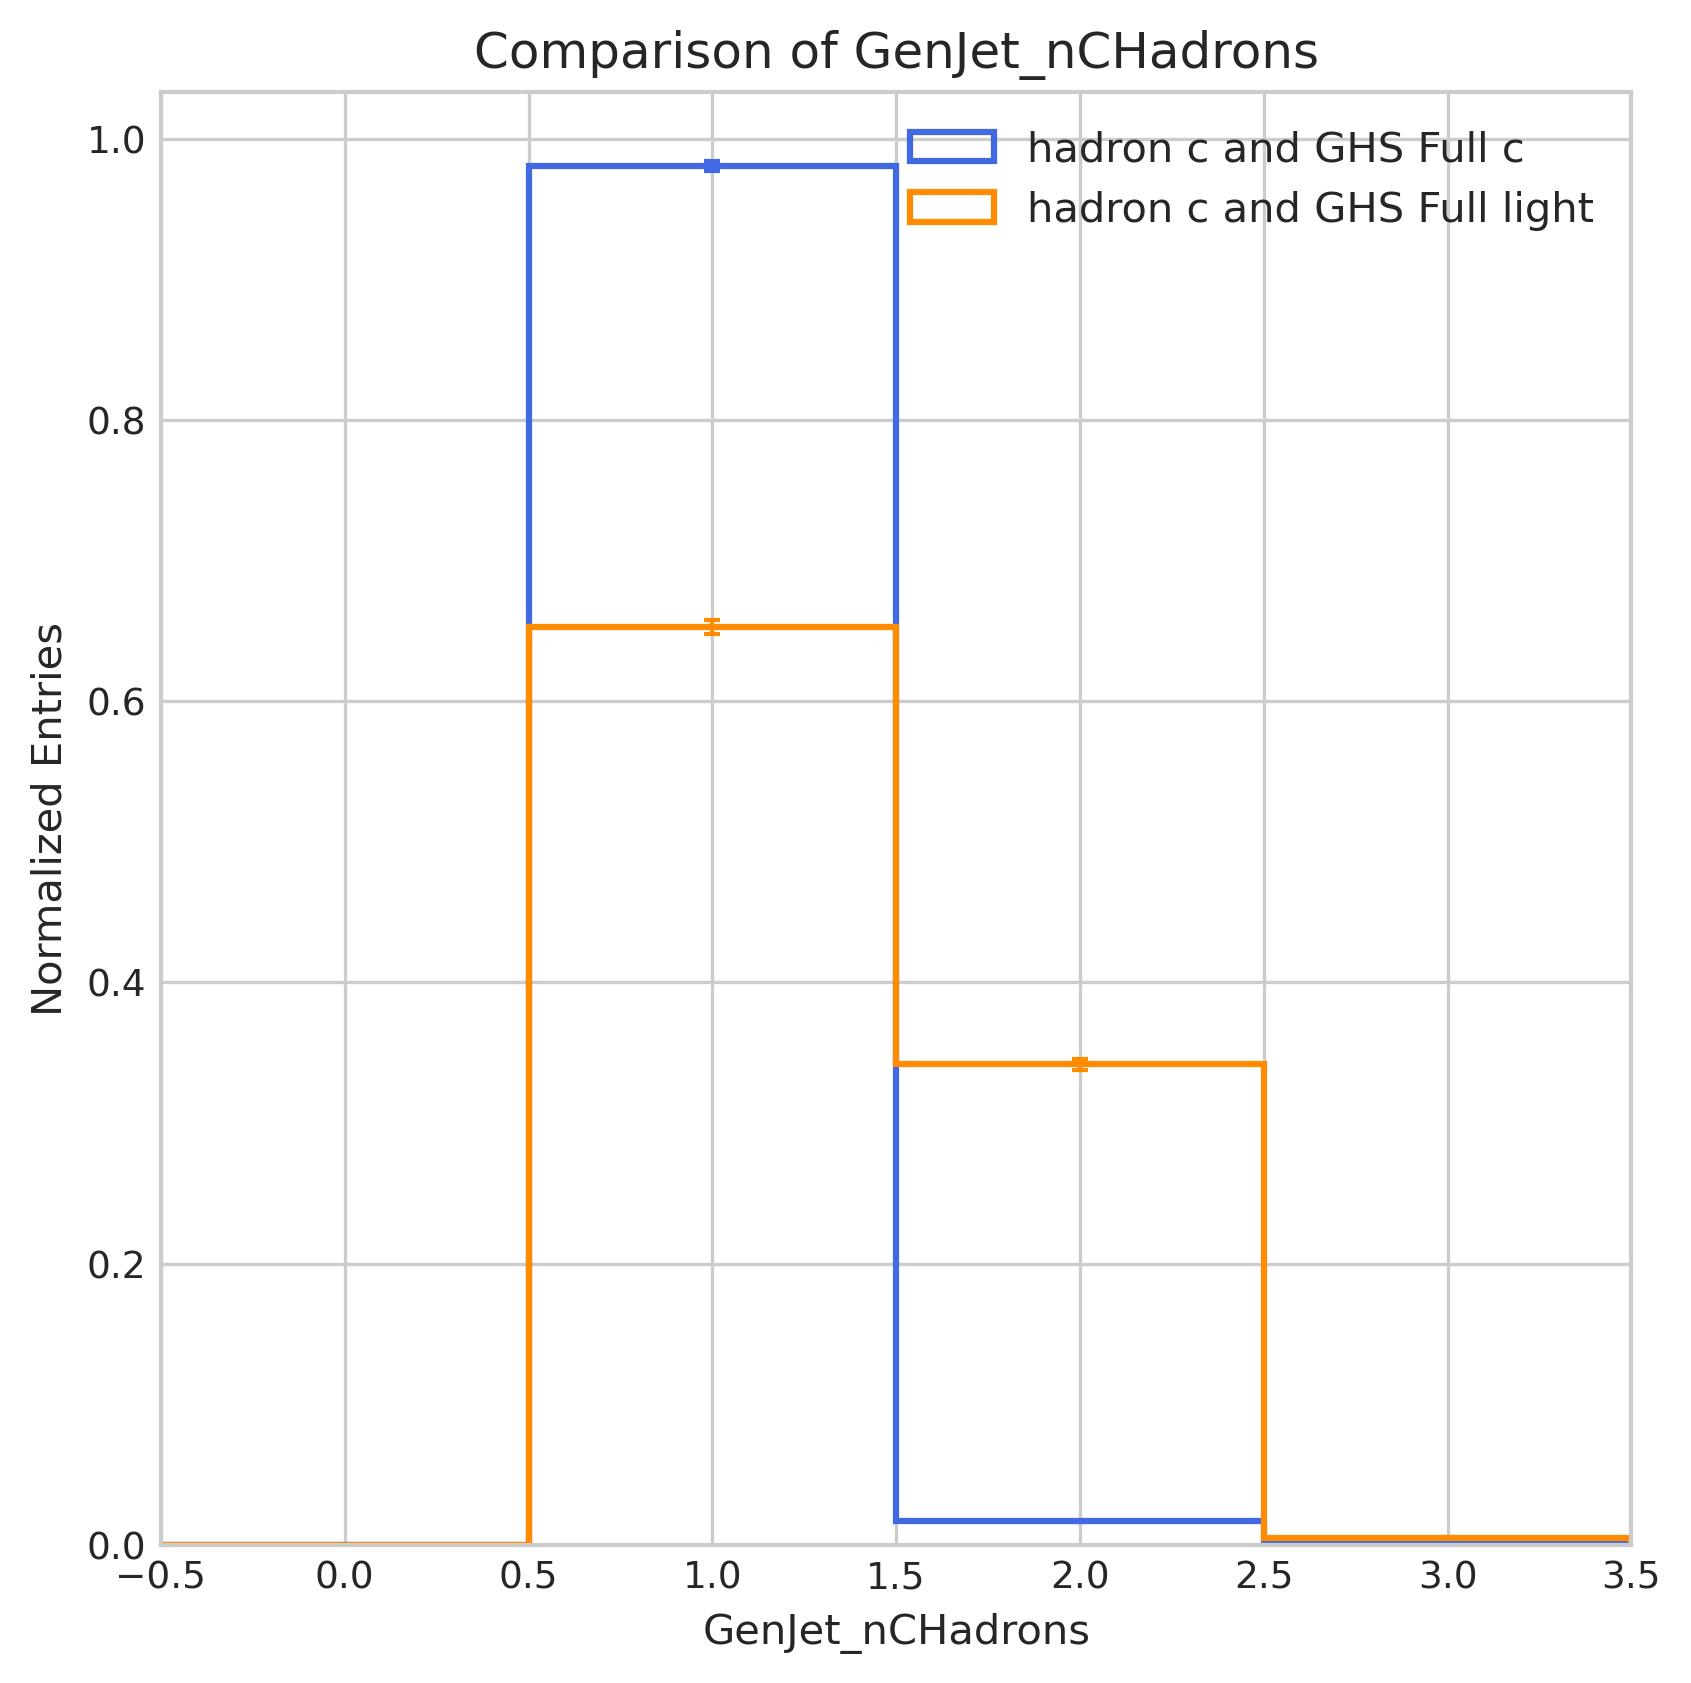 Comparison of GenJet_nCHadrons
hadron c and GHS Full c
hadron c and GHS Full light
Normalized Entries
1.0
0.8
0.6
0.4
0.2
0.0
−0.5 0.0 0.5 1.0 1.5 2.0 2.5 3.0 3.5
GenJet_nCHadrons